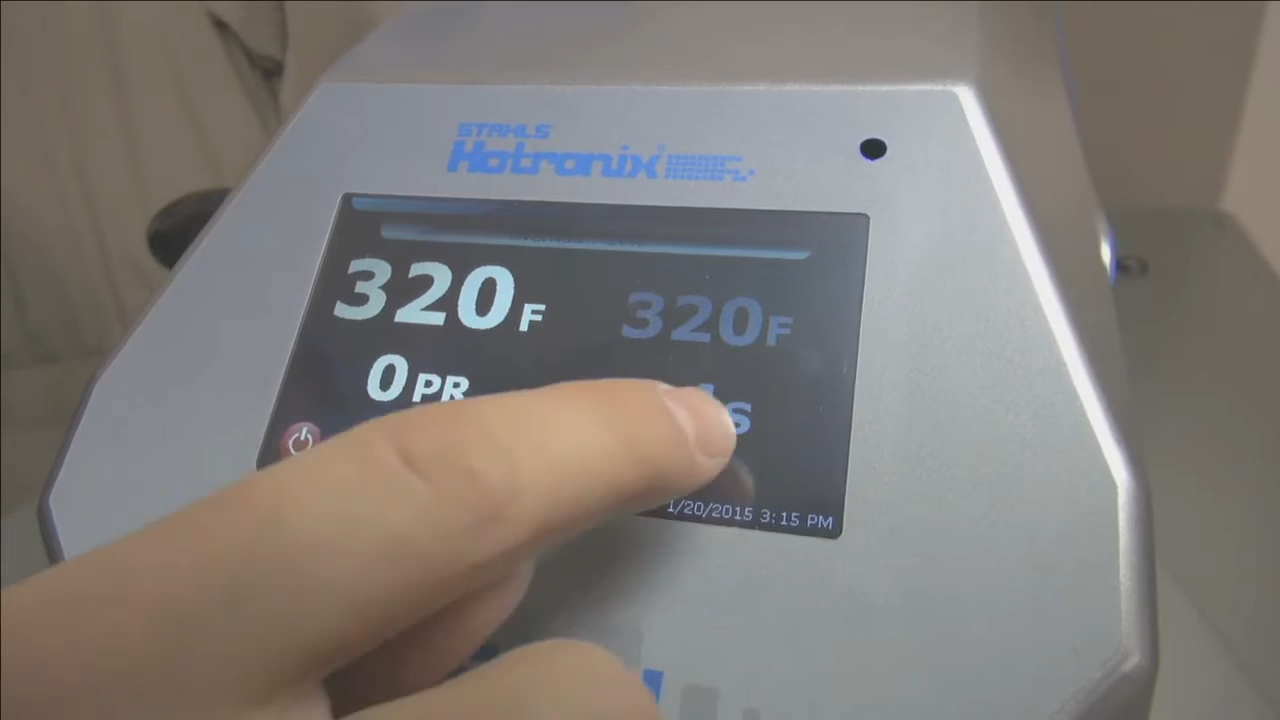 STAHLS
Hotronix
320F 320F
0PR s
1/20/2015 3:15 PM